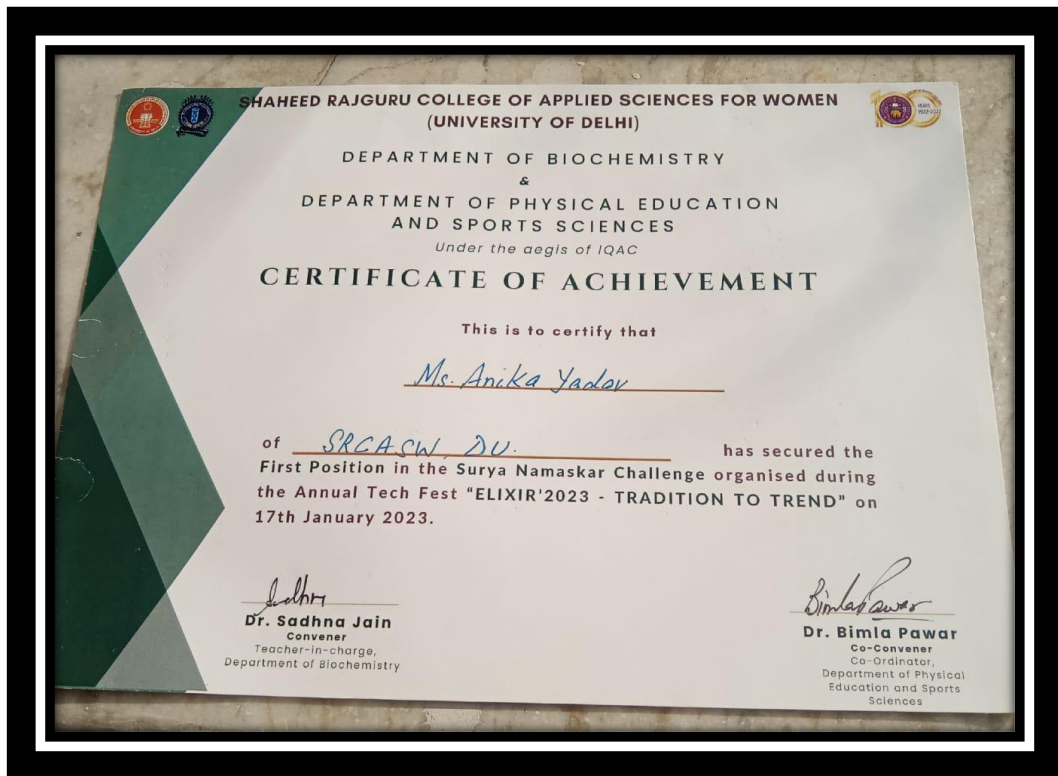 SHAHEED RAJGURU COLLEGE OF APPLIED SCIENCES FOR WOMEN
(UNIVERSITY OF DELHI)
DEPARTMENT OF BIOCHEMISTRY
&
DEPARTMENT OF PHYSICAL EDUCATION
AND SPORTS SCIENCES
Under the aegis of IQAC
CERTIFICATE OF ACHIEVEMENT
This is to certify that
Ms. Anika Yadav
of SRCASW, DU. has secured the
First Position in the Surya Namaskar Challenge organised during
the Annual Tech Fest “ELIXIR'2023 - TRADITION TO TREND” on
17th January 2023.
Sadhna
Dr. Sadhna Jain
Convener
Teacher-in-charge,
Department of Biochemistry
Bimla Pawar
Dr. Bimla Pawar
Co-Convener
Co-Ordinator,
Department of Physical
Education and Sports
Sciences